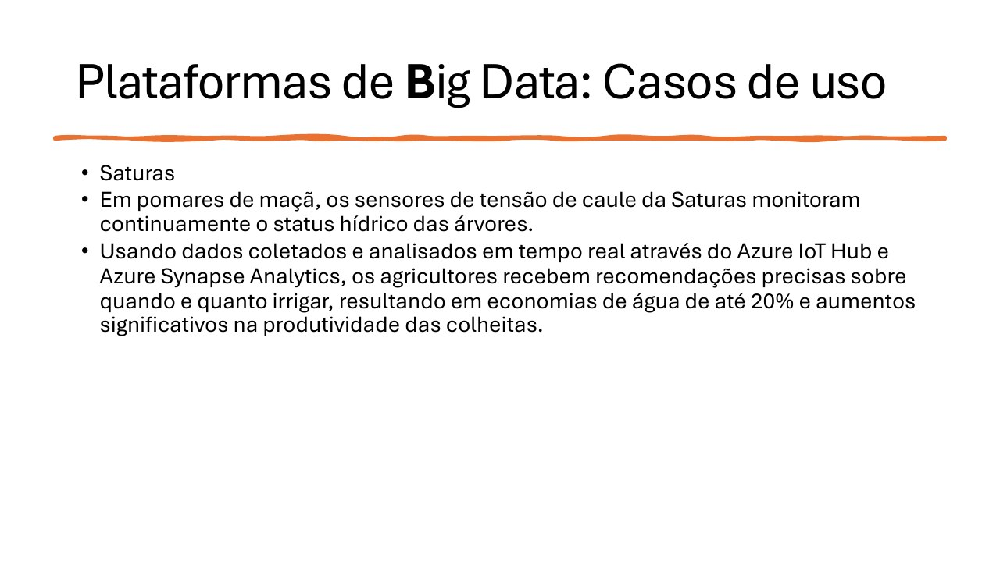 Plataformas de Big Data: Casos de uso
• Saturas
• Em pomares de maçã, os sensores de tensão de caule da Saturas monitoram
continuamente o status hídrico das árvores.
• Usando dados coletados e analisados em tempo real através do Azure IoT Hub e
Azure Synapse Analytics, os agricultores recebem recomendações precisas sobre
quando e quanto irrigar, resultando em economias de água de até 20% e aumentos
significativos na produtividade das colheitas.